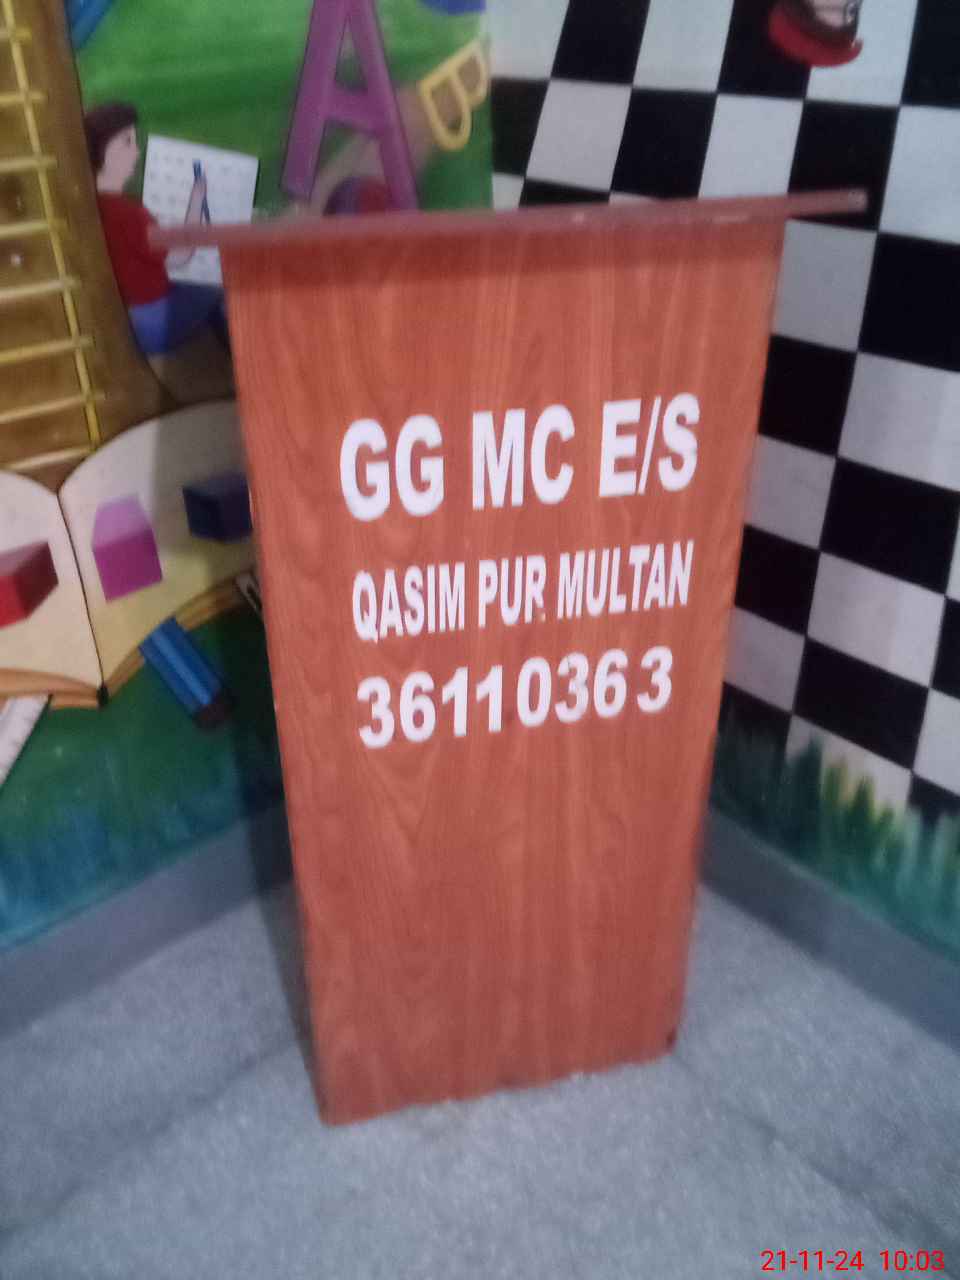 A
B
GG MC E/S
QASIM PUR MULTAN
36110363
21-11-24 10:03